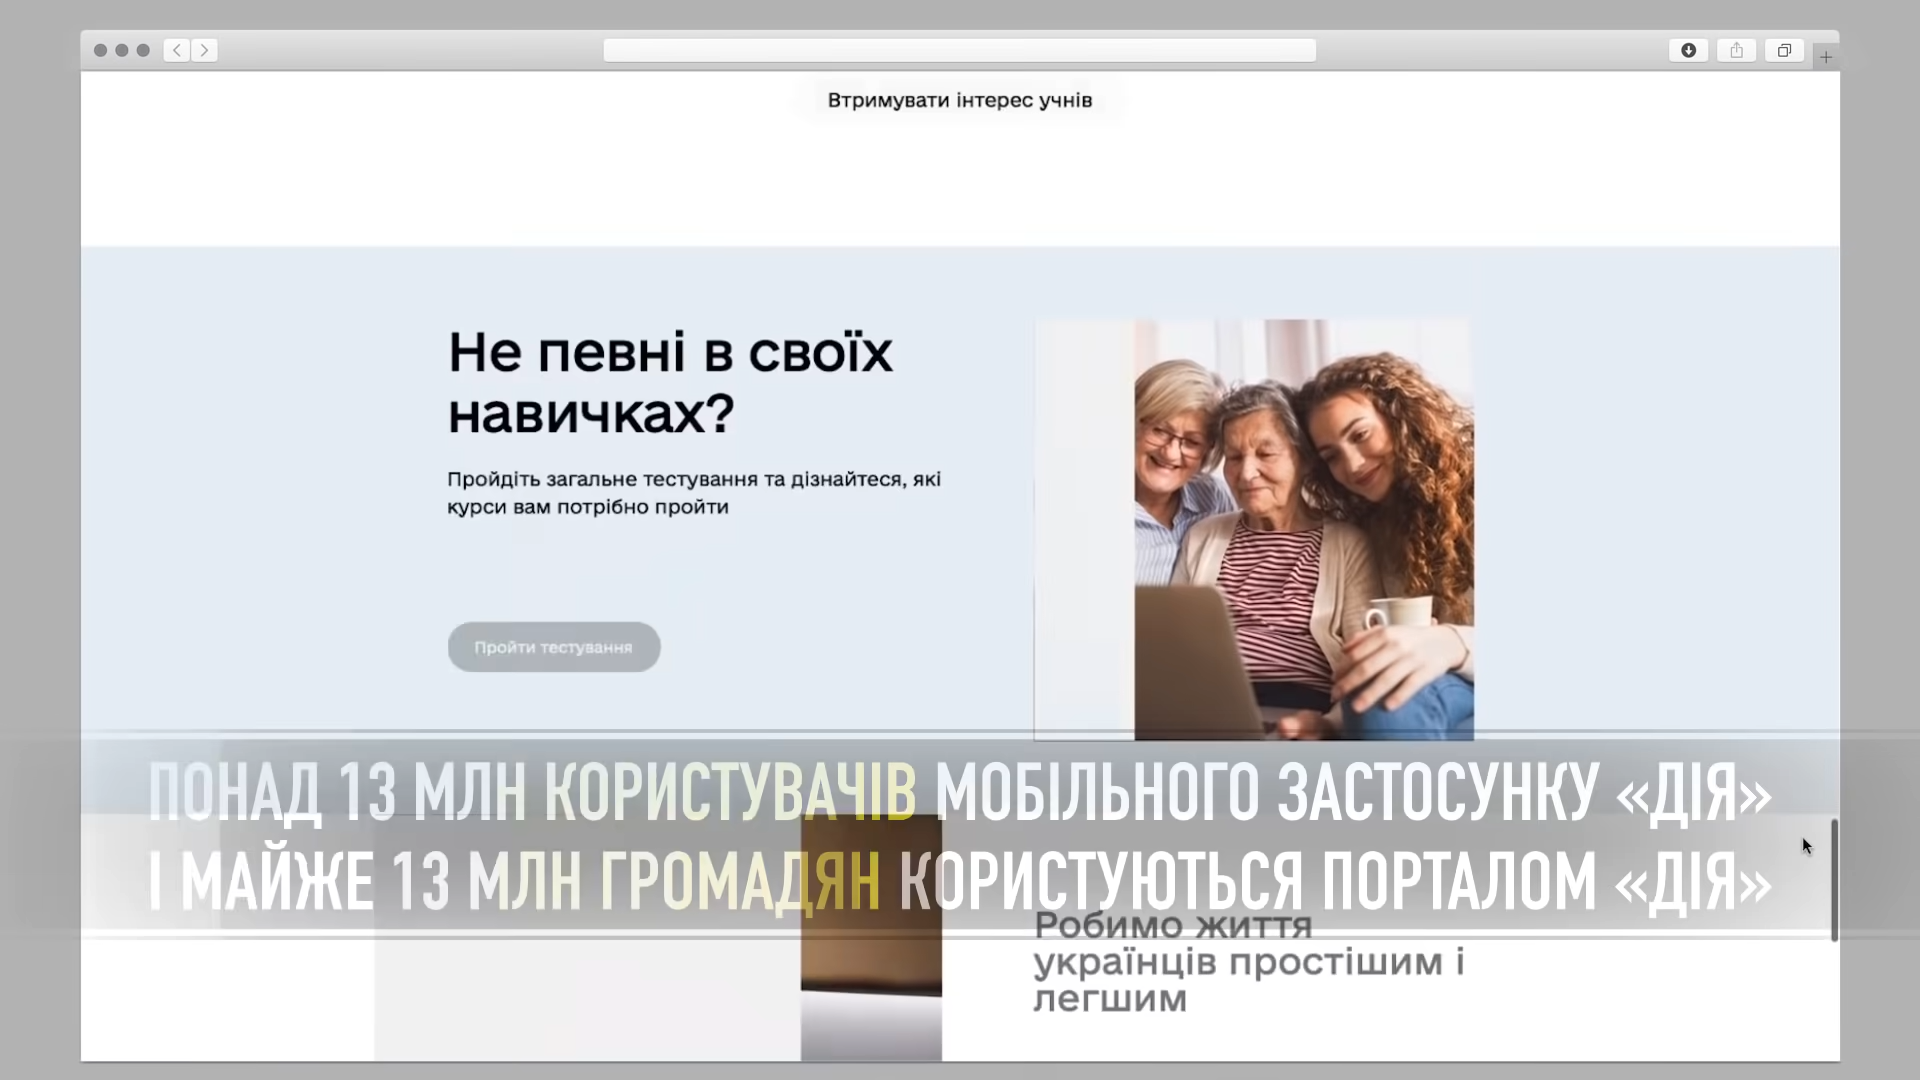 Втримувати інтерес учнів
Не певні в своїх
навичках?
Пройдіть загальне тестування та дізнайтеся, які
курси вам потрібно пройти
Пройти тестування
ПОНАД 13 МЛН КОРИСТУВАЧІВ МОБІЛЬНОГО ЗАСТОСУНКУ «ДІЯ»
І МАЙЖЕ 13 МЛН ГРОМАДЯН КОРИСТУЮТЬСЯ ПОРТАЛОМ «ДІЯ»
Робимо життя
українців простішим і
легшим